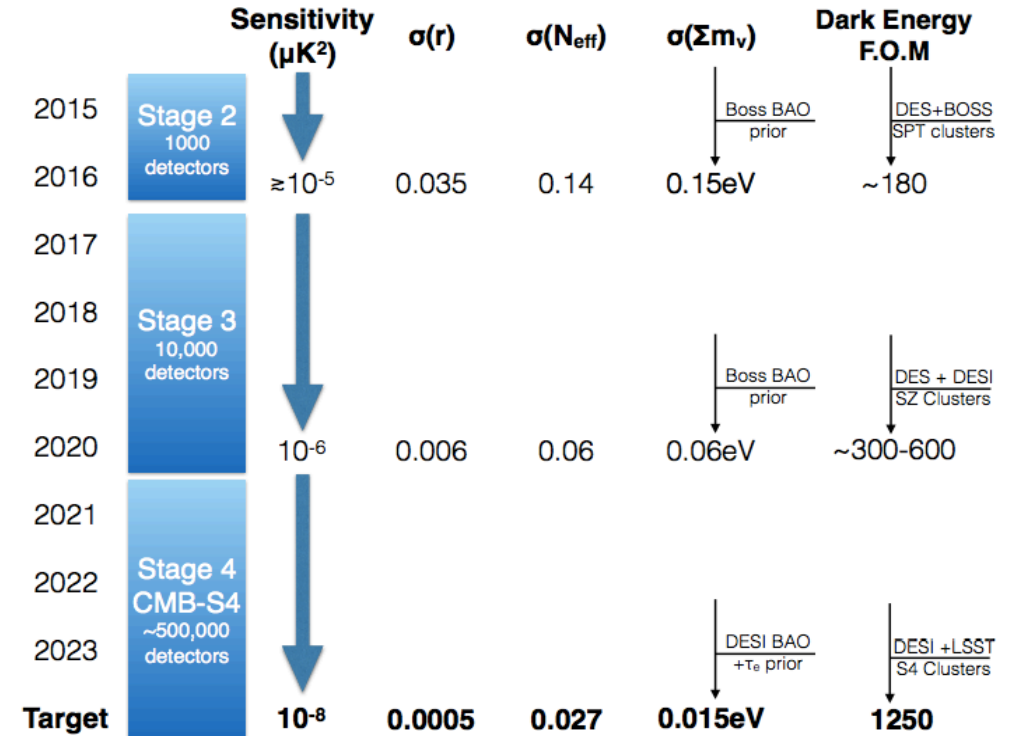 Sensitivity
(μK²)
σ(r)
σ(Nₑff)
σ(Σmᵥ)
Dark Energy
F.O.M
2015
Stage 2
1000
detectors
Boss BAO
prior
DES+BOSS
SPT clusters
2016
≳10⁻⁵
0.035
0.14
0.15eV
~180
2017
2018
Stage 3
10,000
detectors
2019
Boss BAO
prior
DES + DESI
SZ Clusters
2020
10⁻⁶
0.006
0.06
0.06eV
~300-600
2021
2022
Stage 4
CMB-S4
~500,000
detectors
2023
DESI BAO
+τₑ prior
DESI +LSST
S4 Clusters
Target
10⁻⁸
0.0005
0.027
0.015eV
1250